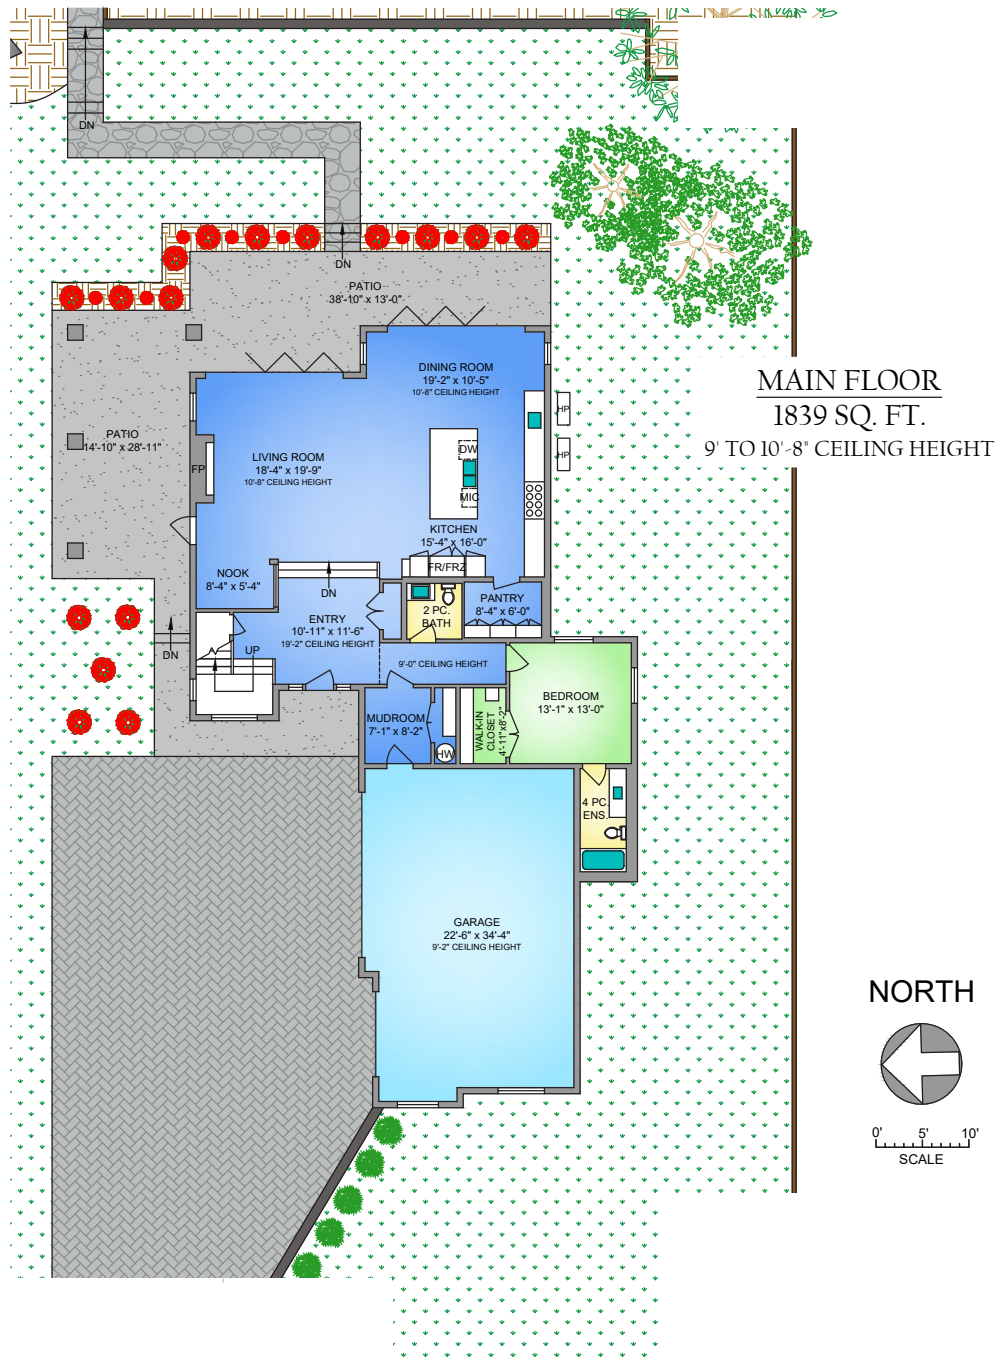 DN
DN
PATIO
38'-10" x 13'-0"
DINING ROOM
19'-2" x 10'-5"
10'-8" CEILING HEIGHT
MAIN FLOOR
1839 SQ. FT.
9' TO 10'-8" CEILING HEIGHT
HP
HP
PATIO
14'-10" x 28'-11"
FP
LIVING ROOM
18'-4" x 19'-9"
10'-8" CEILING HEIGHT
DW
MIC
KITCHEN
15'-4" x 16'-0"
FR/FRZ
NOOK
8'-4" x 5'-4"
DN
PANTRY
8'-4" x 6'-0"
2 PC.
BATH
ENTRY
10'-11" x 11'-6"
19'-2" CEILING HEIGHT
DN
UP
9'-0" CEILING HEIGHT
BEDROOM
13'-1" x 13'-0"
MUDROOM
7'-1" x 8'-2"
HW
WALK-IN
CLOSET
4'-11"x8'-2"
4 PC.
ENS.
GARAGE
22'-6" x 34'-4"
9'-2" CEILING HEIGHT
NORTH
0' 5' 10'
SCALE